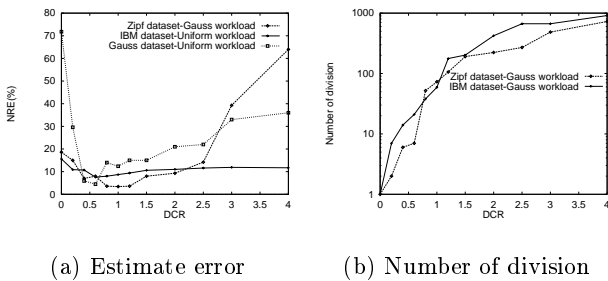 80
70
60
50
40
30
20
10
0
NRE(%)
Zipf dataset-Gauss workload
IBM dataset-Uniform workload
Gauss dataset-Uniform workload
0 0.5 1 1.5 2 2.5 3 3.5 4
DCR
(a) Estimate error
1000
100
10
1
Number of division
Zipf dataset-Gauss workload
IBM dataset-Gauss workload
0 0.5 1 1.5 2 2.5 3 3.5 4
DCR
(b) Number of division